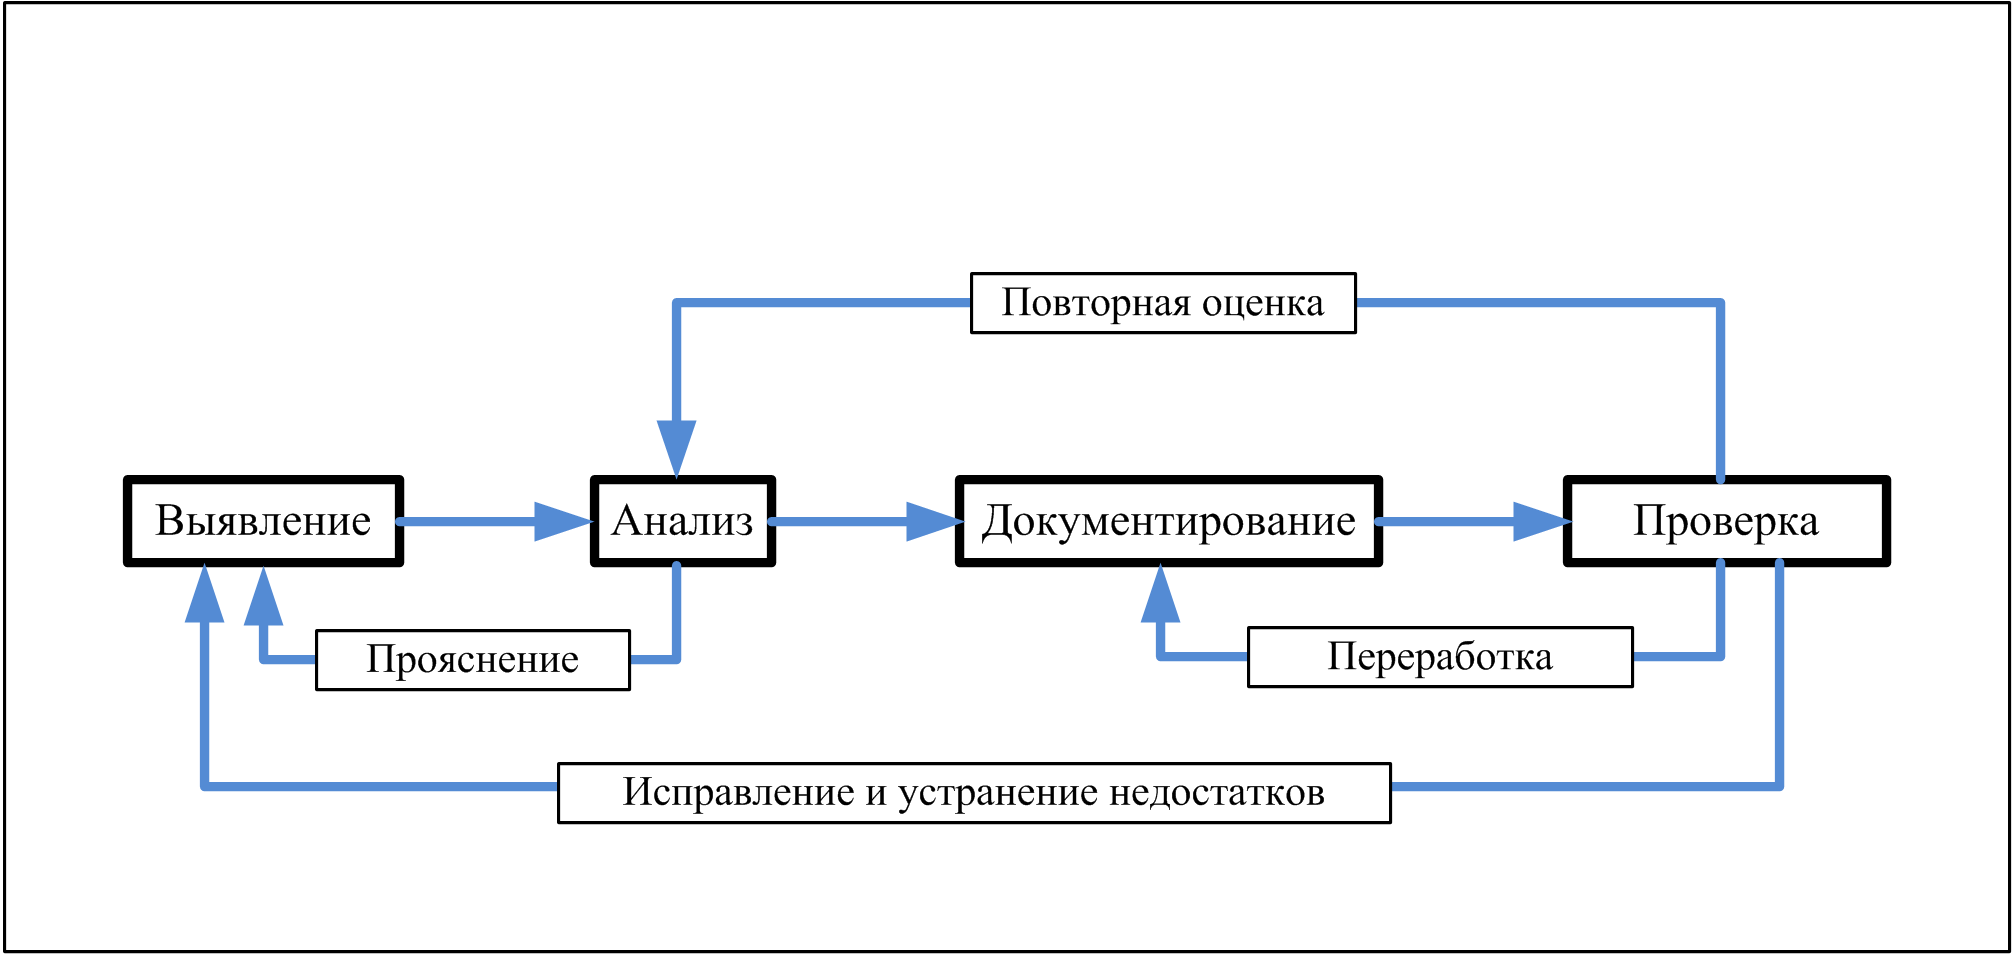 Повторная оценка
Выявление
Анализ
Документирование
Проверка
Прояснение
Переработка
Исправление и устранение недостатков